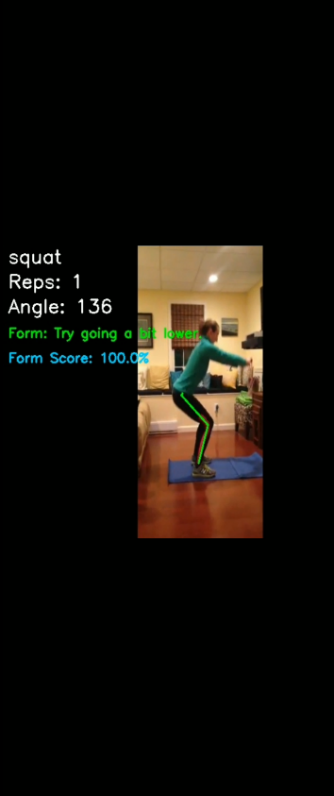 squat
Reps: 1
Angle: 136
Form: Try going a bit lower
Form Score: 100.0%